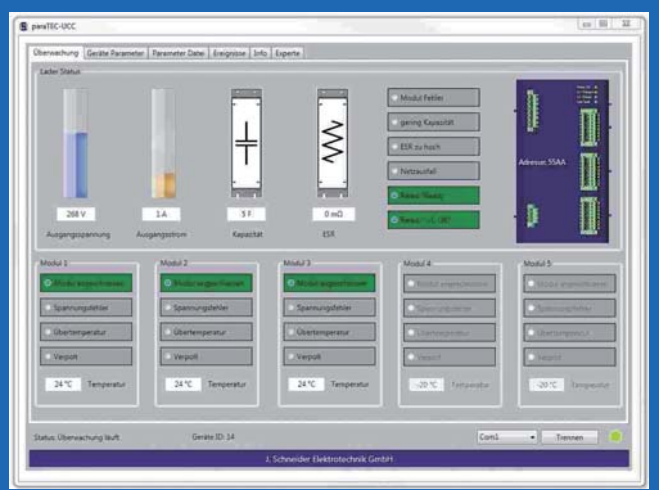 paraTEC-UCC
Überwachung Geräte Parameter Parameter Datei Ereignisse Info Experte
Lader Status
Modul Fehler
gering Kapazität
ESR zu hoch
Netzausfall
Relais Ready
Adresse: 55AA
268 V 1 A 5 F 0 mΩ
Ausgangsspannung Ausgangsstrom Kapazität ESR
Modul 1 Modul 2 Modul 3 Modul 4 Modul 5
Modul angeschlossen Modul angeschlossen Modul angeschlossen Modul angeschlossen Modul angeschlossen
Spannungsfehler Spannungsfehler Spannungsfehler Spannungsfehler Spannungsfehler
Übertemperatur Übertemperatur Übertemperatur Übertemperatur Übertemperatur
Verpolt Verpolt Verpolt Verpolt Verpolt
24 °C Temperatur 24 °C Temperatur 24 °C Temperatur -20 °C Temperatur -20 °C Temperatur
Status: Überwachung läuft Geräte ID: 14 Com1 Trennen
J. Schneider Elektrotechnik GmbH